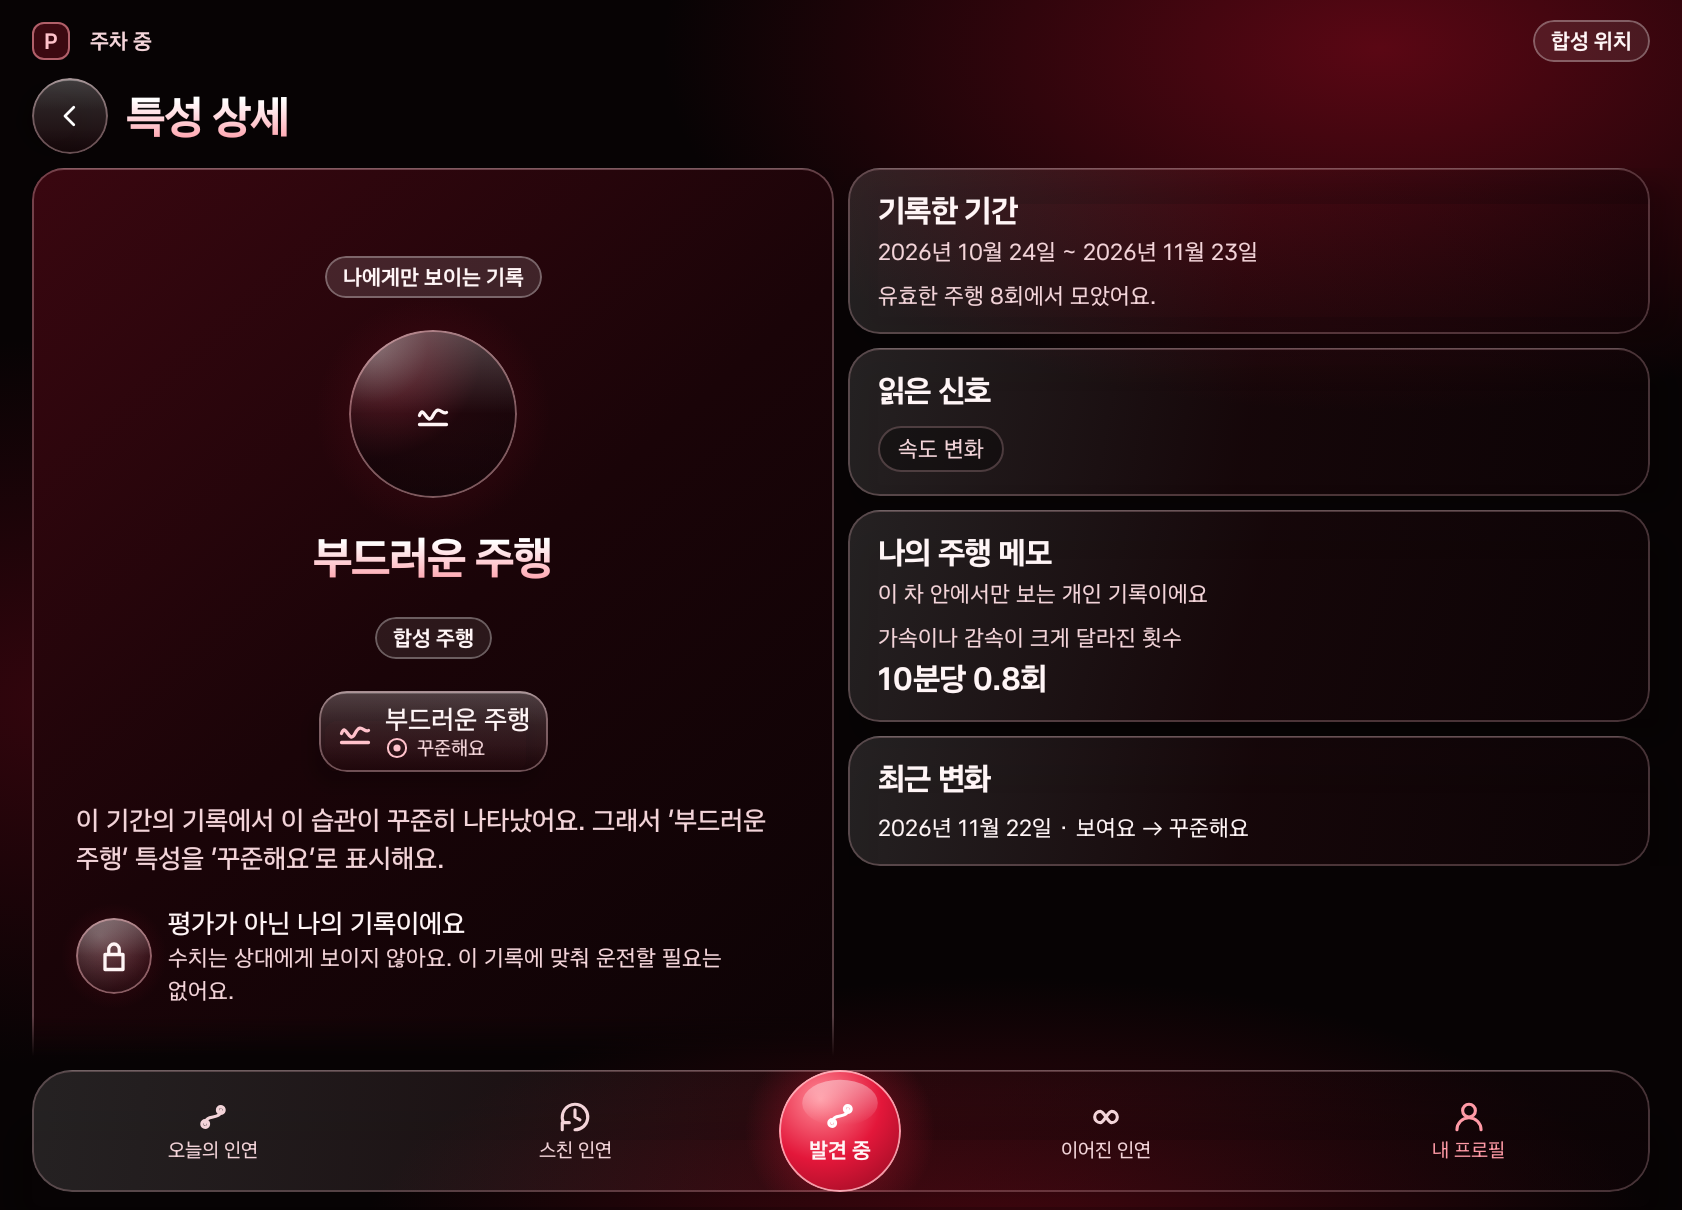 P 주차 중
합성 위치
특성 상세
나에게만 보이는 기록
부드러운 주행
합성 주행
부드러운 주행
꾸준해요
이 기간의 기록에서 이 습관이 꾸준히 나타났어요. 그래서 '부드러운
주행' 특성을 '꾸준해요'로 표시해요.
평가가 아닌 나의 기록이에요
수치는 상대에게 보이지 않아요. 이 기록에 맞춰 운전할 필요는
없어요.
기록한 기간
2026년 10월 24일 ~ 2026년 11월 23일
유효한 주행 8회에서 모았어요.
읽은 신호
속도 변화
나의 주행 메모
이 차 안에서만 보는 개인 기록이에요
가속이나 감속이 크게 달라진 횟수
10분당 0.8회
최근 변화
2026년 11월 22일 · 보여요 → 꾸준해요
오늘의 인연
스친 인연
발견 중
이어진 인연
내 프로필